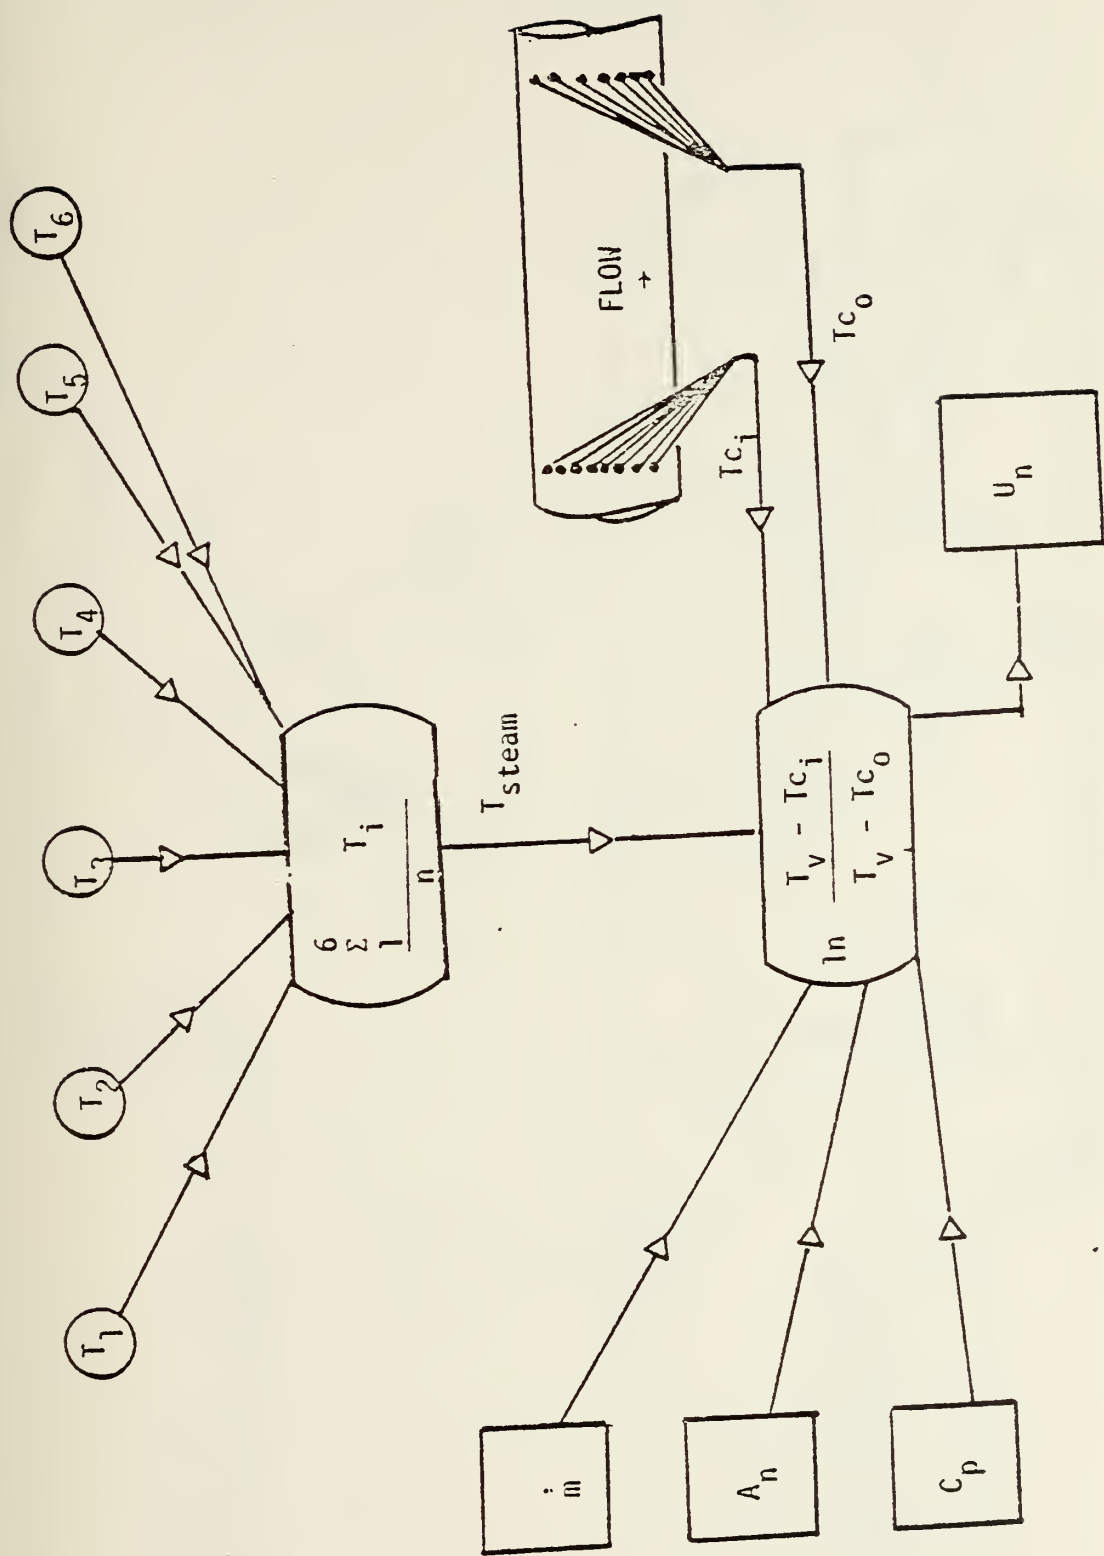 T1
T2
T3
T4
T5
T6
6
Σ Ti
1 n
Tsteam
FLOW
→
Tci
Tco
ṁ
An
Cp
ln Tv - Tci
Tv - Tco
Un